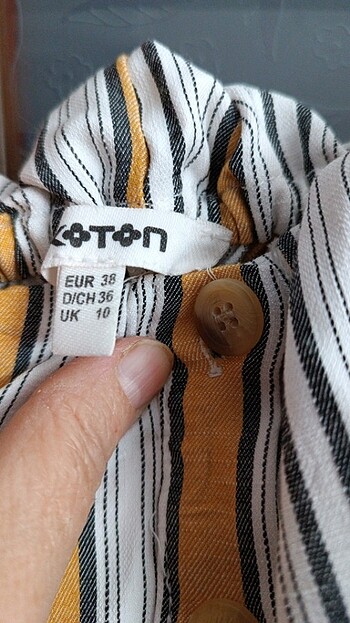 KOTON
EUR 38
D/CH 36
UK 10